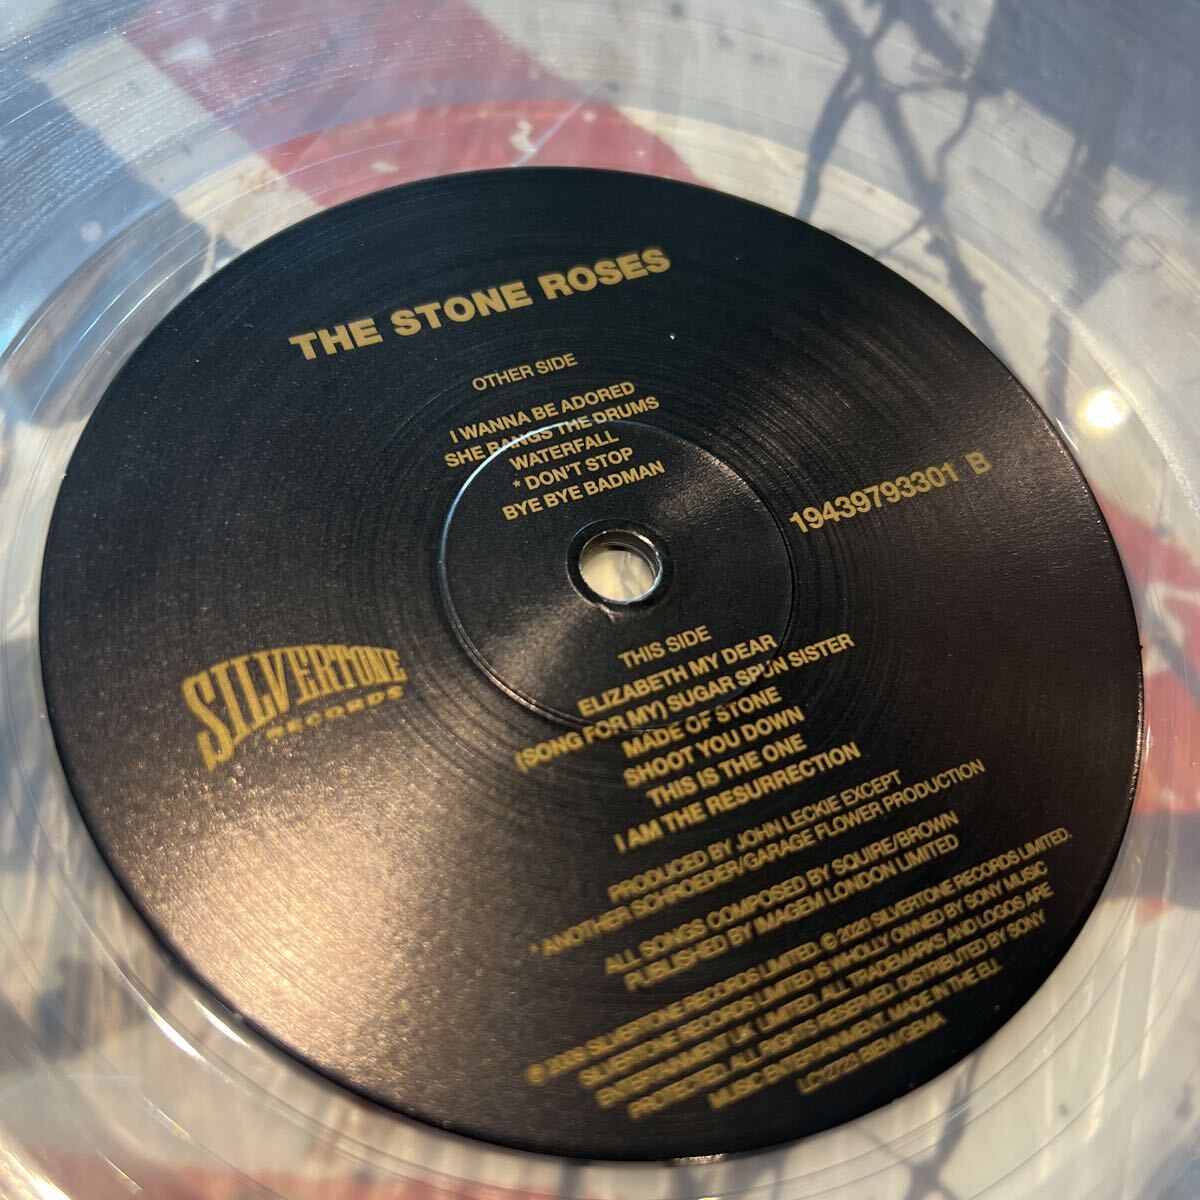 THE STONE ROSES
OTHER SIDE
I WANNA BE ADORED
SHE BANGS THE DRUMS
WATERFALL
* DON'T STOP
BYE BYE BADMAN
19439793301 B
SILVERTONE
RECORDS
THIS SIDE
ELIZABETH MY DEAR
(SONG FOR MY) SUGAR SPUN SISTER
MADE OF STONE
SHOOT YOU DOWN
THIS IS THE ONE
I AM THE RESURRECTION
PRODUCED BY JOHN LECKIE EXCEPT
* ANOTHER SCHROEDER/GARAGE FLOWER PRODUCTION
ALL SONGS COMPOSED BY SQUIRE/BROWN
PUBLISHED BY IMAGEM LONDON LIMITED
℗ 2009 SILVERTONE RECORDS LIMITED. © 2020 SILVERTONE RECORDS LIMITED.
SILVERTONE RECORDS LIMITED IS WHOLLY OWNED BY SONY MUSIC
ENTERTAINMENT UK LIMITED. ALL TRADEMARKS AND LOGOS ARE
PROTECTED. ALL RIGHTS RESERVED. DISTRIBUTED BY SONY
MUSIC ENTERTAINMENT. MADE IN THE EU.
LC12723 BIEM/GEMA